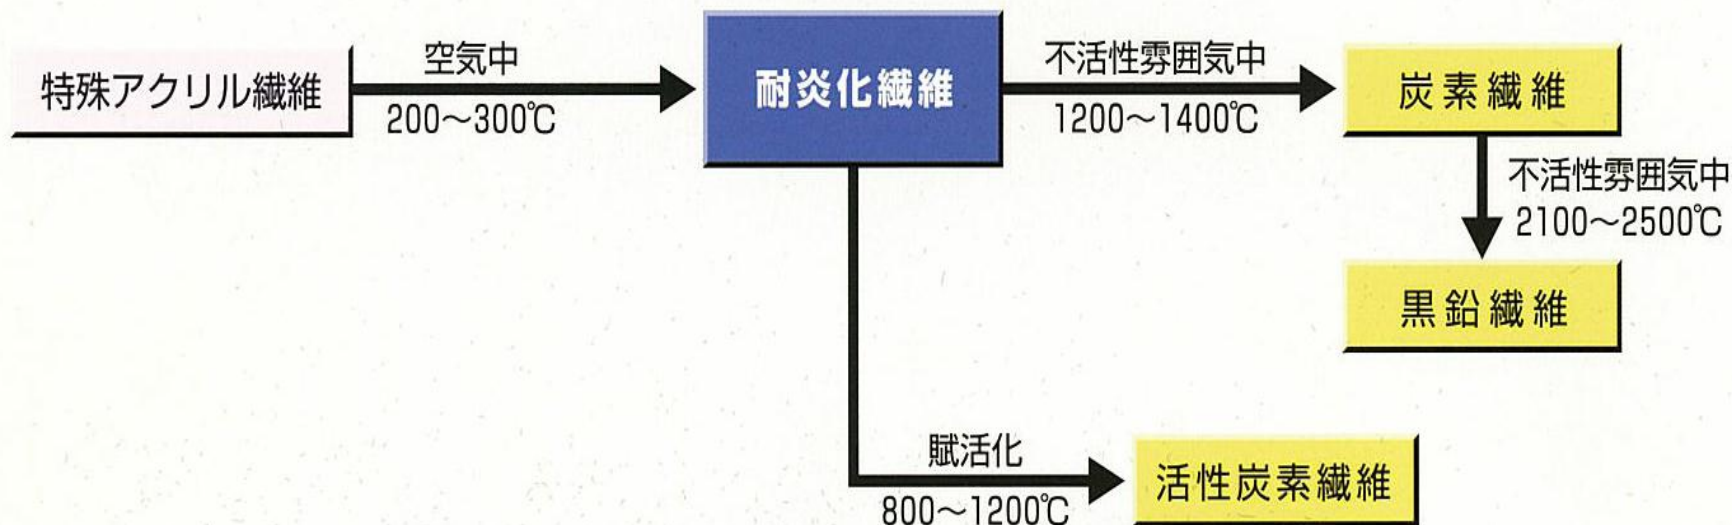 特殊アクリル繊維
空気中
200～300℃
耐炎化繊維
不活性雰囲気中
1200～1400℃
炭素繊維
不活性雰囲気中
2100～2500℃
黒鉛繊維
賦活化
800～1200℃
活性炭素繊維